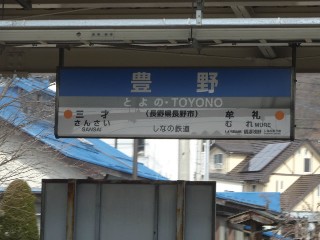 豊野
とよの・TOYONO
三才 (長野県長野市) 牟礼
さんさい むれ MURE
SANSAI しなの鉄道